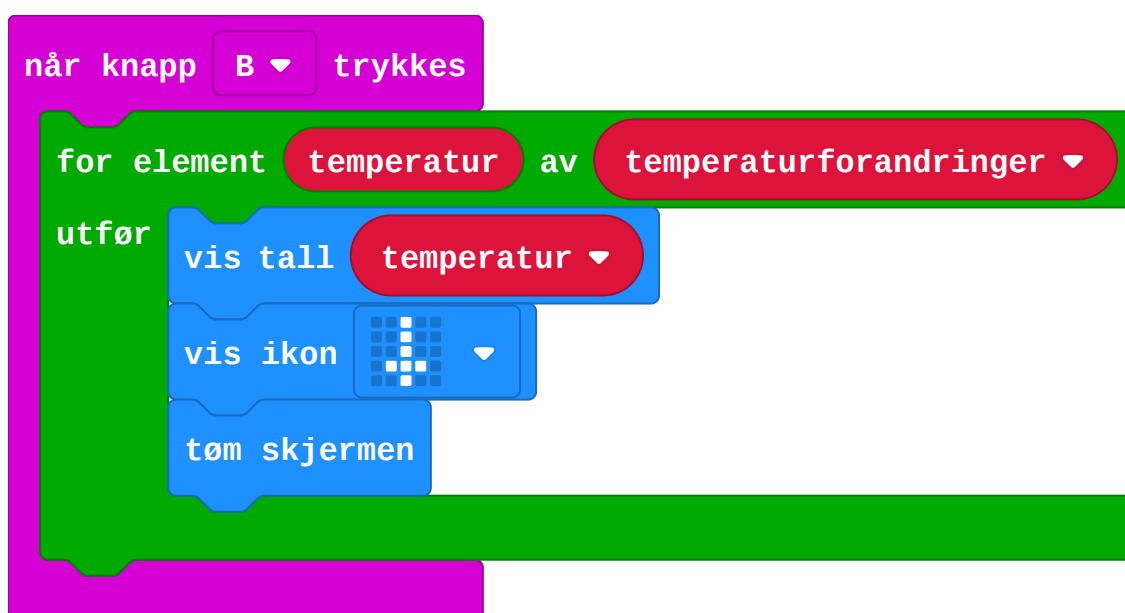 når knapp B trykkes
for element temperatur av temperaturforandringer
utfør
vis tall temperatur
vis ikon
tøm skjermen